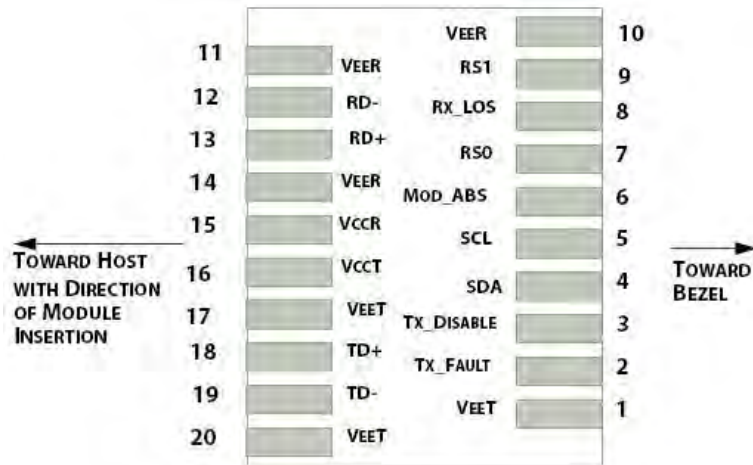 11 VEER
12 RD-
13 RD+
14 VEER
15 VCCR
16 VCCT
17 VEET
18 TD+
19 TD-
20 VEET
VEER 10
RS1 9
RX_LOS 8
RS0 7
MOD_ABS 6
SCL 5
SDA 4
TX_DISABLE 3
TX_FAULT 2
VEET 1
TOWARD HOST
WITH DIRECTION
OF MODULE
INSERTION
TOWARD
BEZEL